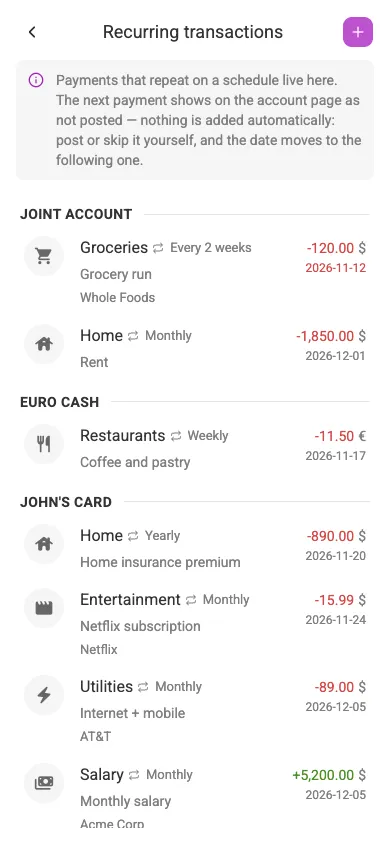 Recurring transactions
Payments that repeat on a schedule live here.
The next payment shows on the account page as
not posted — nothing is added automatically:
post or skip it yourself, and the date moves to the
following one.
JOINT ACCOUNT
Groceries Every 2 weeks -120.00 $
Grocery run 2026-11-12
Whole Foods
Home Monthly -1,850.00 $
Rent 2026-12-01
EURO CASH
Restaurants Weekly -11.50 €
Coffee and pastry 2026-11-17
JOHN'S CARD
Home Yearly -890.00 $
Home insurance premium 2026-11-20
Entertainment Monthly -15.99 $
Netflix subscription 2026-11-24
Netflix
Utilities Monthly -89.00 $
Internet + mobile 2026-12-05
AT&T
Salary Monthly +5,200.00 $
Monthly salary 2026-12-05
Acme Corp